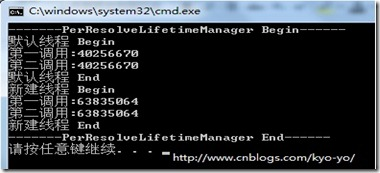 C:\windows\system32\cmd.exe
-------PerResolveLifetimeManager Begin------
默认线程 Begin
第一调用:40256670
第二调用:40256670
默认线程 End
新建线程 Begin
第一调用:63835064
第二调用:63835064
新建线程 End
-------PerResolveLifetimeManager End------
请按任意键继续. . .
http://www.cnblogs.com/kyo-yo/